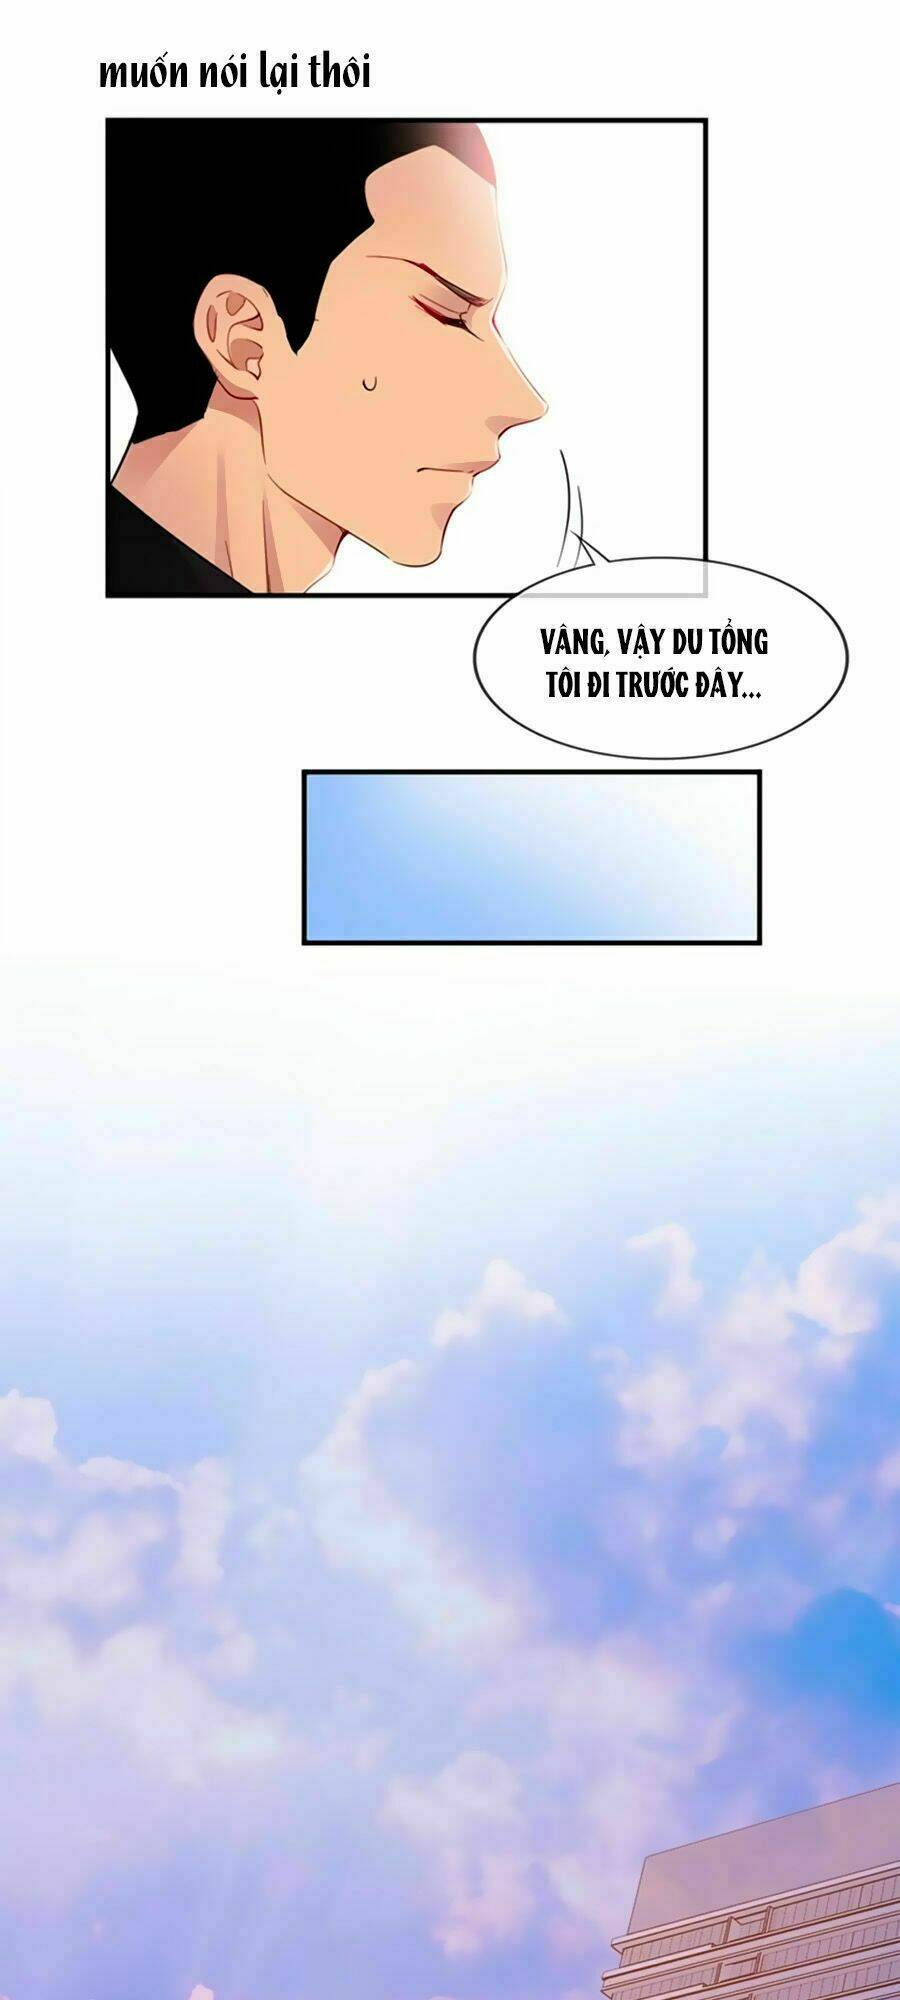 muốn nói lại thôi
VÂNG, VẬY DU TỔNG
TÔI ĐI TRƯỚC ĐÂY...